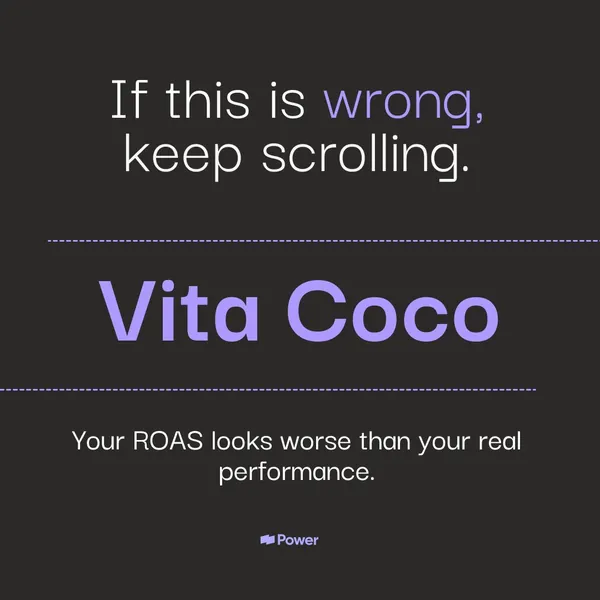 If this is wrong,
keep scrolling.
Vita Coco
Your ROAS looks worse than your real
performance.
Power